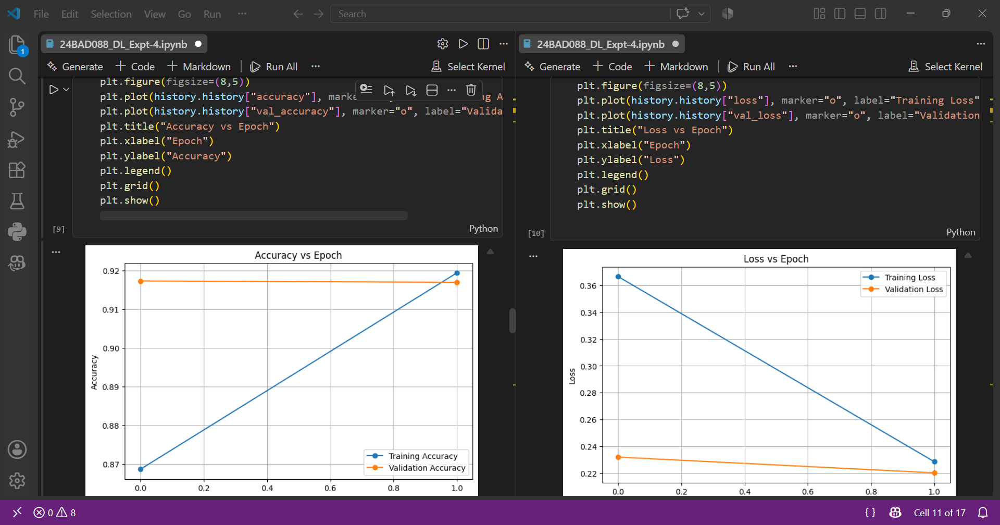 File Edit Selection View Go Run ··· Search
24BAD088_DL_Expt-4.ipynb
Generate Code Markdown Run All ··· Select Kernel
plt.figure(figsize=(8,5))
plt.plot(history.history["accuracy"], marke ng A
plt.plot(history.history["val_accuracy"], marker="o", label="Valida
plt.title("Accuracy vs Epoch")
plt.xlabel("Epoch")
plt.ylabel("Accuracy")
plt.legend()
plt.grid()
plt.show()
[9] Python
Accuracy vs Epoch
0.92
0.91
0.90
0.89
0.88
0.87
Accuracy
Training Accuracy
Validation Accuracy
0.0 0.2 0.4 0.6 0.8 1.0
24BAD088_DL_Expt-4.ipynb
Generate Code Markdown Run All ··· Select Kernel
plt.figure(figsize=(8,5))
plt.plot(history.history["loss"], marker="o", label="Training Loss"
plt.plot(history.history["val_loss"], marker="o", label="Validation
plt.title("Loss vs Epoch")
plt.xlabel("Epoch")
plt.ylabel("Loss")
plt.legend()
plt.grid()
plt.show()
[10] Python
Loss vs Epoch
Training Loss
Validation Loss
0.36
0.34
0.32
0.30
0.28
0.26
0.24
0.22
Loss
0.0 0.2 0.4 0.6 0.8 1.0
1
0 8 { } Cell 11 of 17